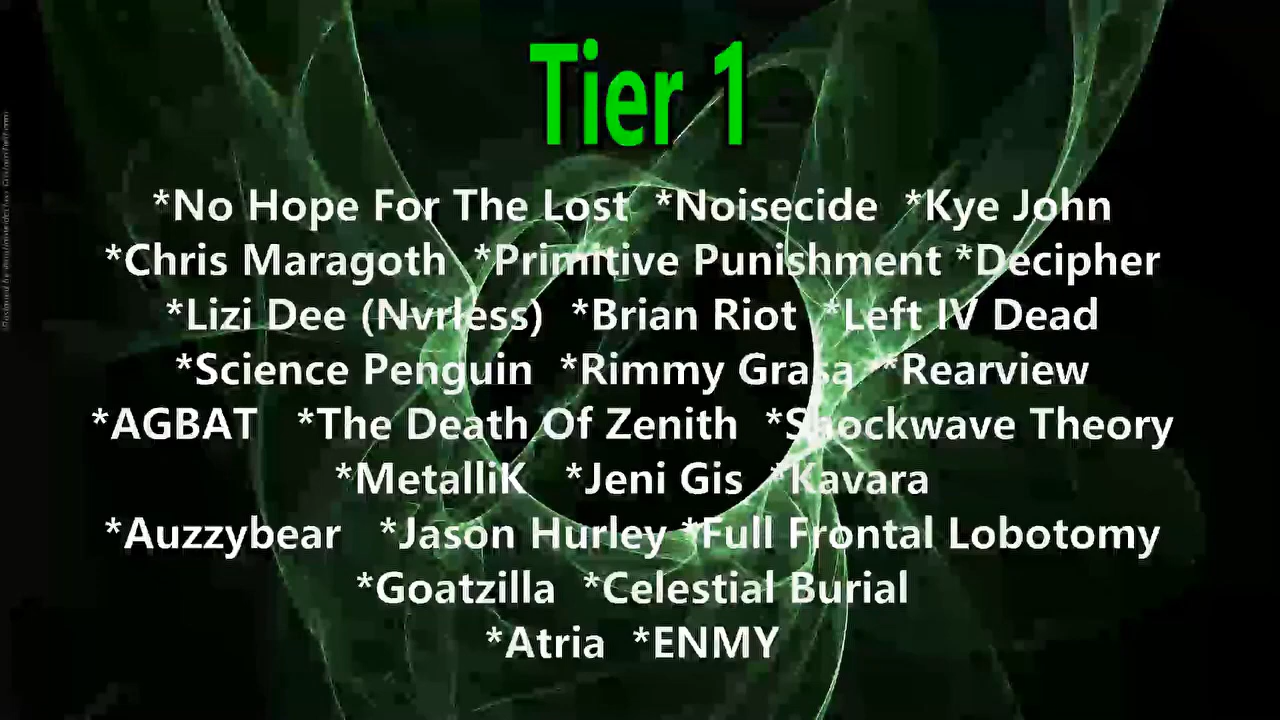 Tier 1
*No Hope For The Lost *Noisecide *Kye John
*Chris Maragoth *Primitive Punishment *Decipher
*Lizi Dee (Nvrless) *Brian Riot *Left IV Dead
*Science Penguin *Rimmy Grasa *Rearview
*AGBAT *The Death Of Zenith *Shockwave Theory
*MetalliK *Jeni Gis *Kavara
*Auzzybear *Jason Hurley *Full Frontal Lobotomy
*Goatzilla *Celestial Burial
*Atria *ENMY